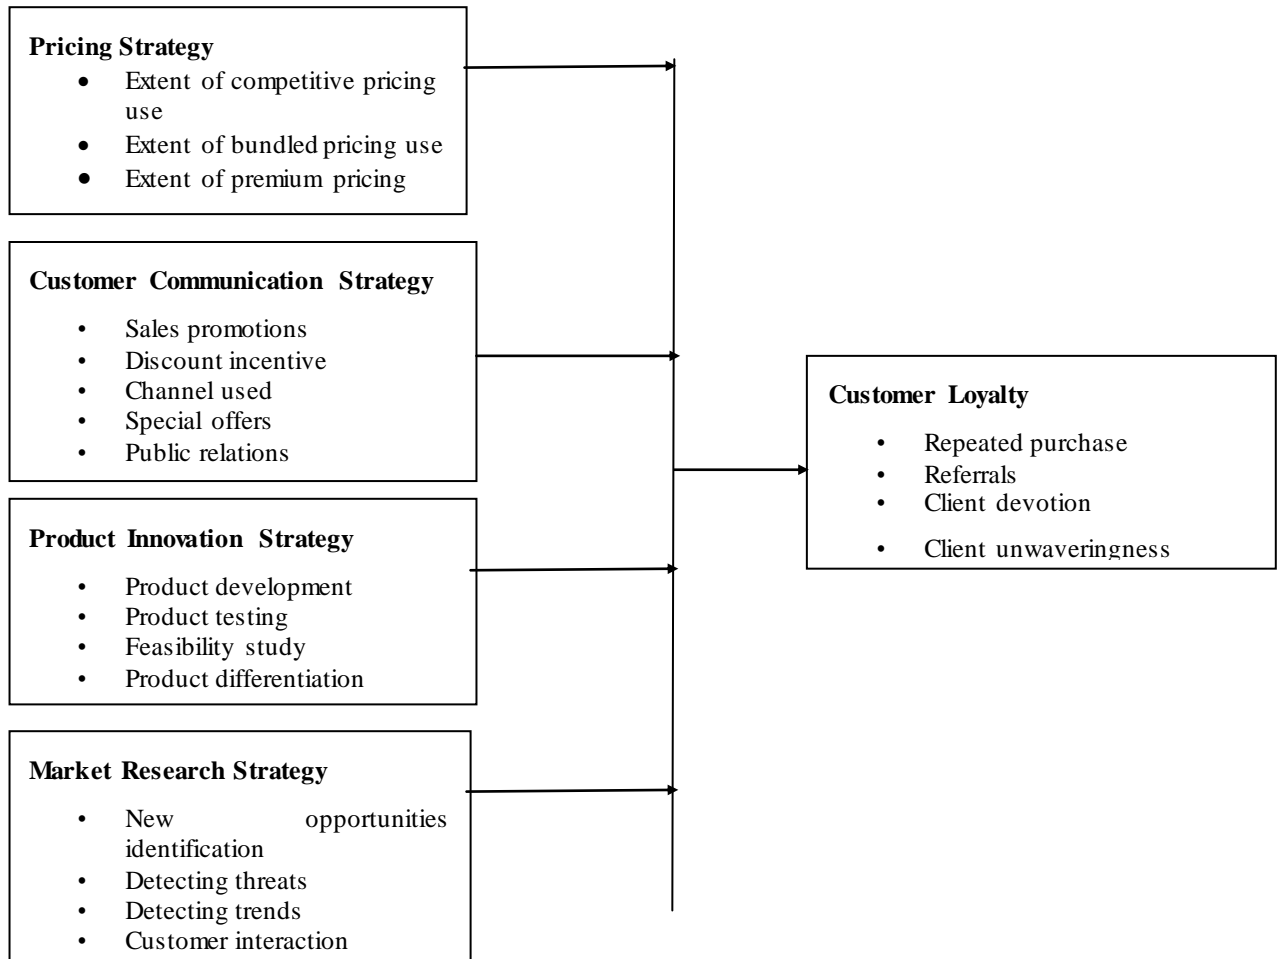 Pricing Strategy
• Extent of competitive pricing
use
• Extent of bundled pricing use
• Extent of premium pricing
Customer Communication Strategy
• Sales promotions
• Discount incentive
• Channel used
• Special offers
• Public relations
Product Innovation Strategy
• Product development
• Product testing
• Feasibility study
• Product differentiation
Market Research Strategy
• New opportunities
identification
• Detecting threats
• Detecting trends
• Customer interaction
Customer Loyalty
• Repeated purchase
• Referrals
• Client devotion
• Client unwaveringness